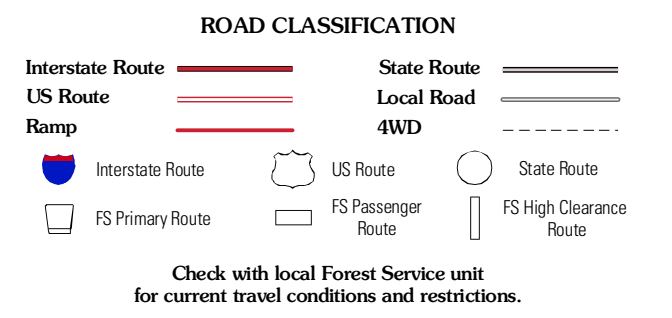 ROAD CLASSIFICATION
Interstate Route
State Route
US Route
Local Road
Ramp
4WD
Interstate Route
US Route
State Route
FS Primary Route
FS Passenger
Route
FS High Clearance
Route
Check with local Forest Service unit
for current travel conditions and restrictions.